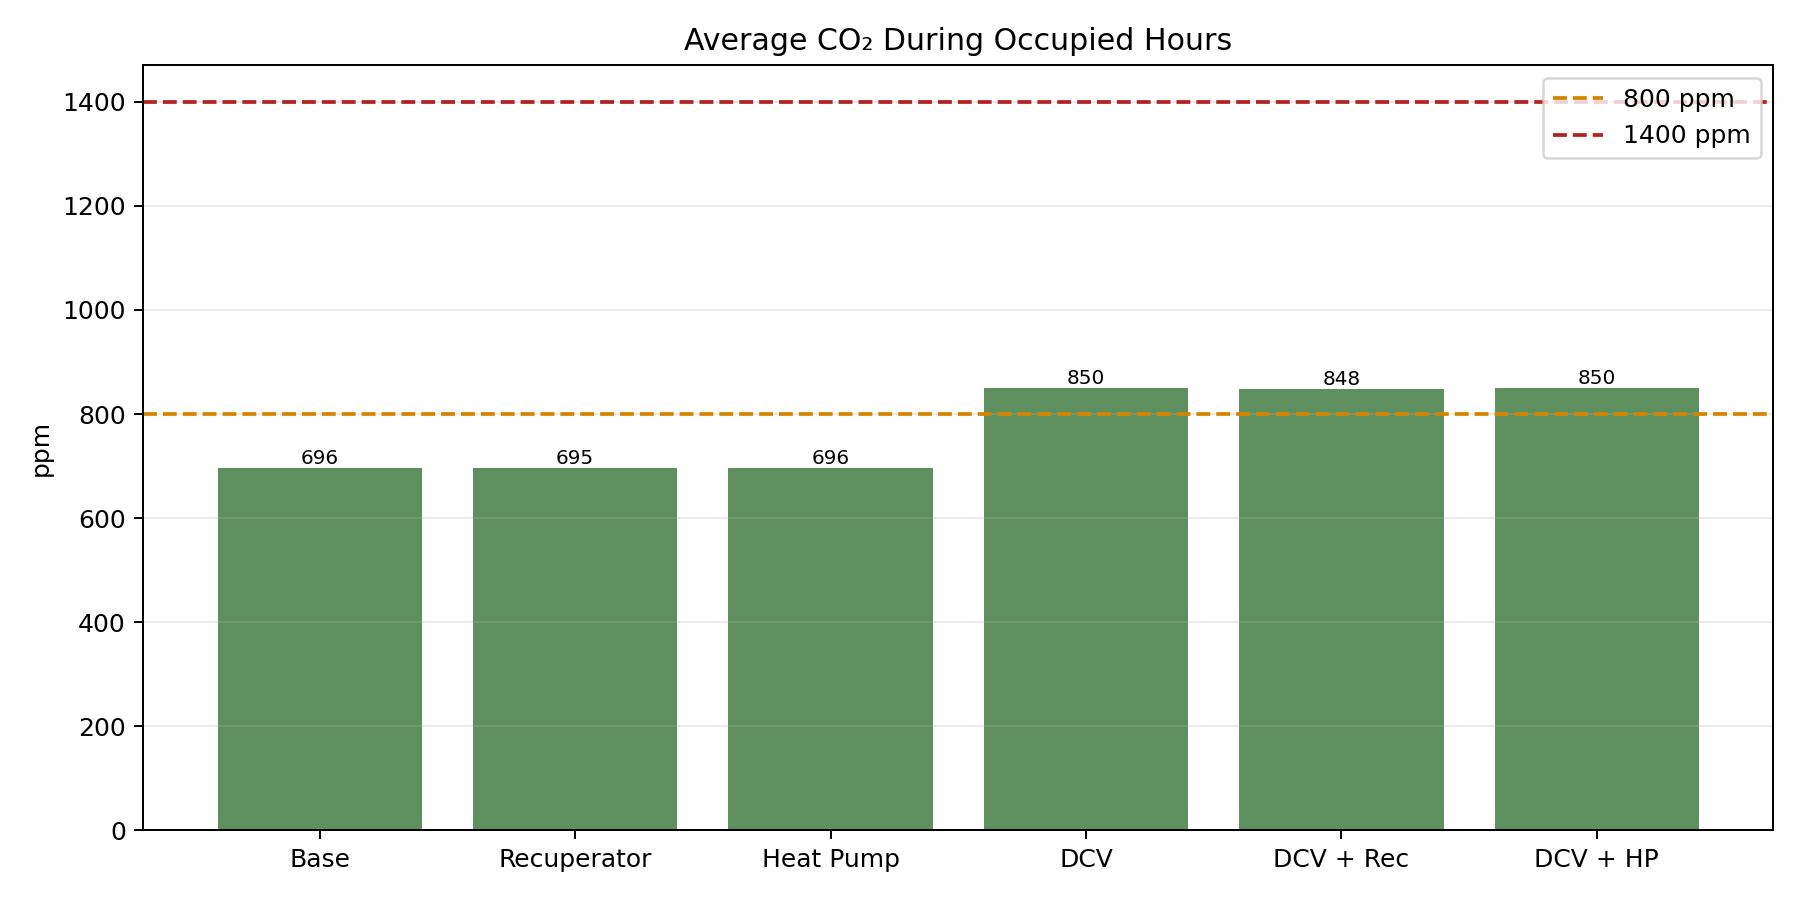 Average CO₂ During Occupied Hours
800 ppm
1400 ppm
ppm
1400
1200
1000
800
600
400
200
0
696
695
696
850
848
850
Base
Recuperator
Heat Pump
DCV
DCV + Rec
DCV + HP